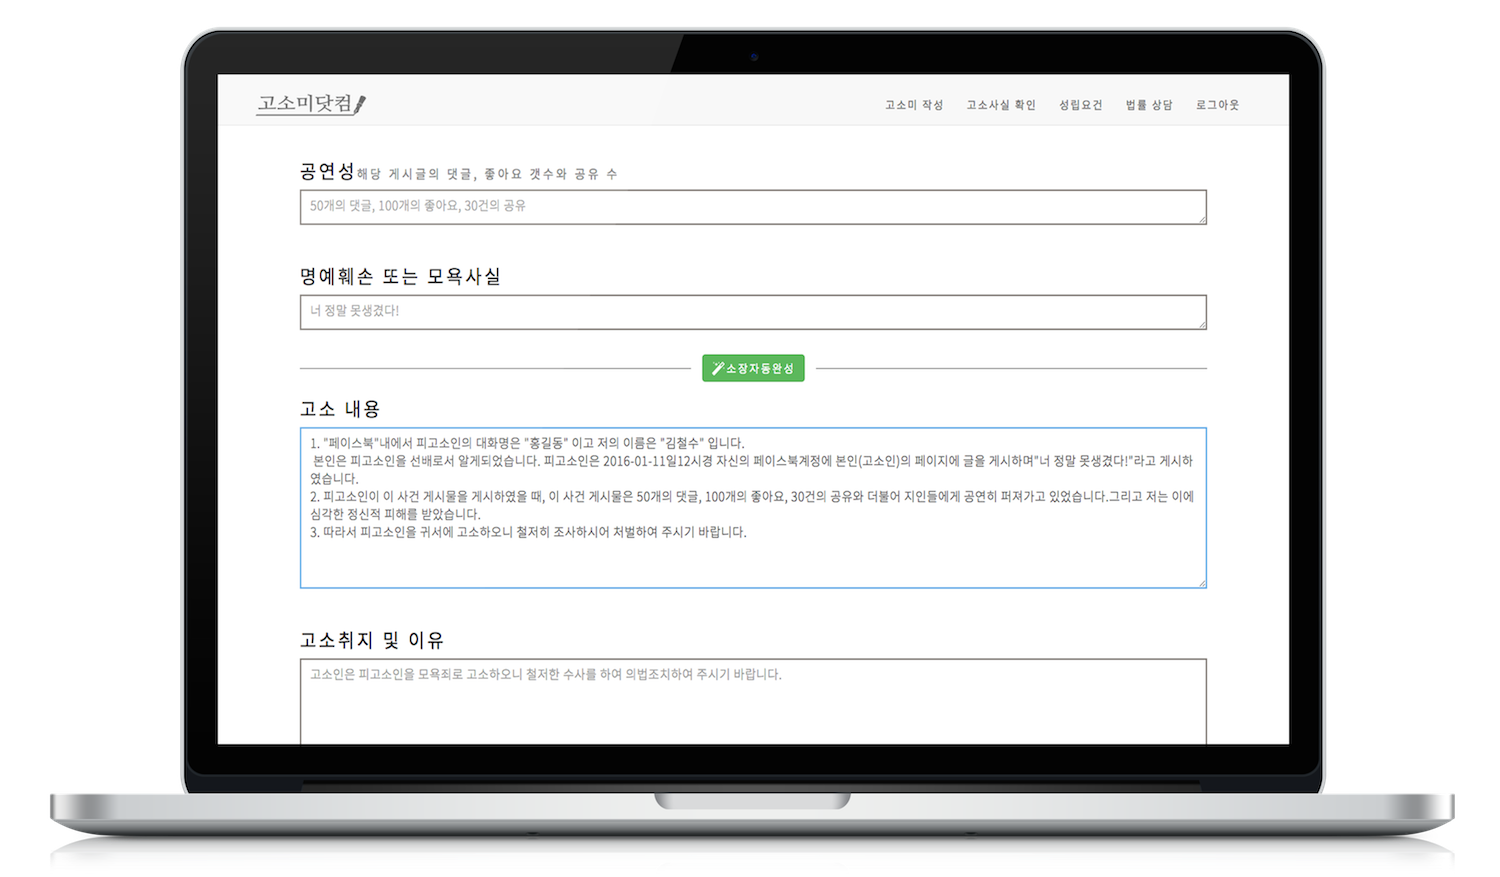 고소미닷컴
고소미 작성 고소사실 확인 성립요건 법률 상담 로그아웃
공연성 해당 게시글의 댓글, 좋아요 갯수와 공유 수
50개의 댓글, 100개의 좋아요, 30건의 공유
명예훼손 또는 모욕사실
너 정말 못생겼다!
소장자동완성
고소 내용
1. "페이스북"내에서 피고소인의 대화명은 "홍길동" 이고 저의 이름은 "김철수" 입니다.
본인은 피고소인을 선배로서 알게되었습니다. 피고소인은 2016-01-11일12시경 자신의 페이스북계정에 본인(고소인)의 페이지에 글을 게시하며"너 정말 못생겼다!"라고 게시하
였습니다.
2. 피고소인이 이 사건 게시물을 게시하였을 때, 이 사건 게시물은 50개의 댓글, 100개의 좋아요, 30건의 공유와 더불어 지인들에게 공연히 퍼져가고 있었습니다.그리고 저는 이에
심각한 정신적 피해를 받았습니다.
3. 따라서 피고소인을 귀서에 고소하오니 철저히 조사하시어 처벌하여 주시기 바랍니다.
고소취지 및 이유
고소인은 피고소인을 모욕죄로 고소하오니 철저한 수사를 하여 의법조치하여 주시기 바랍니다.